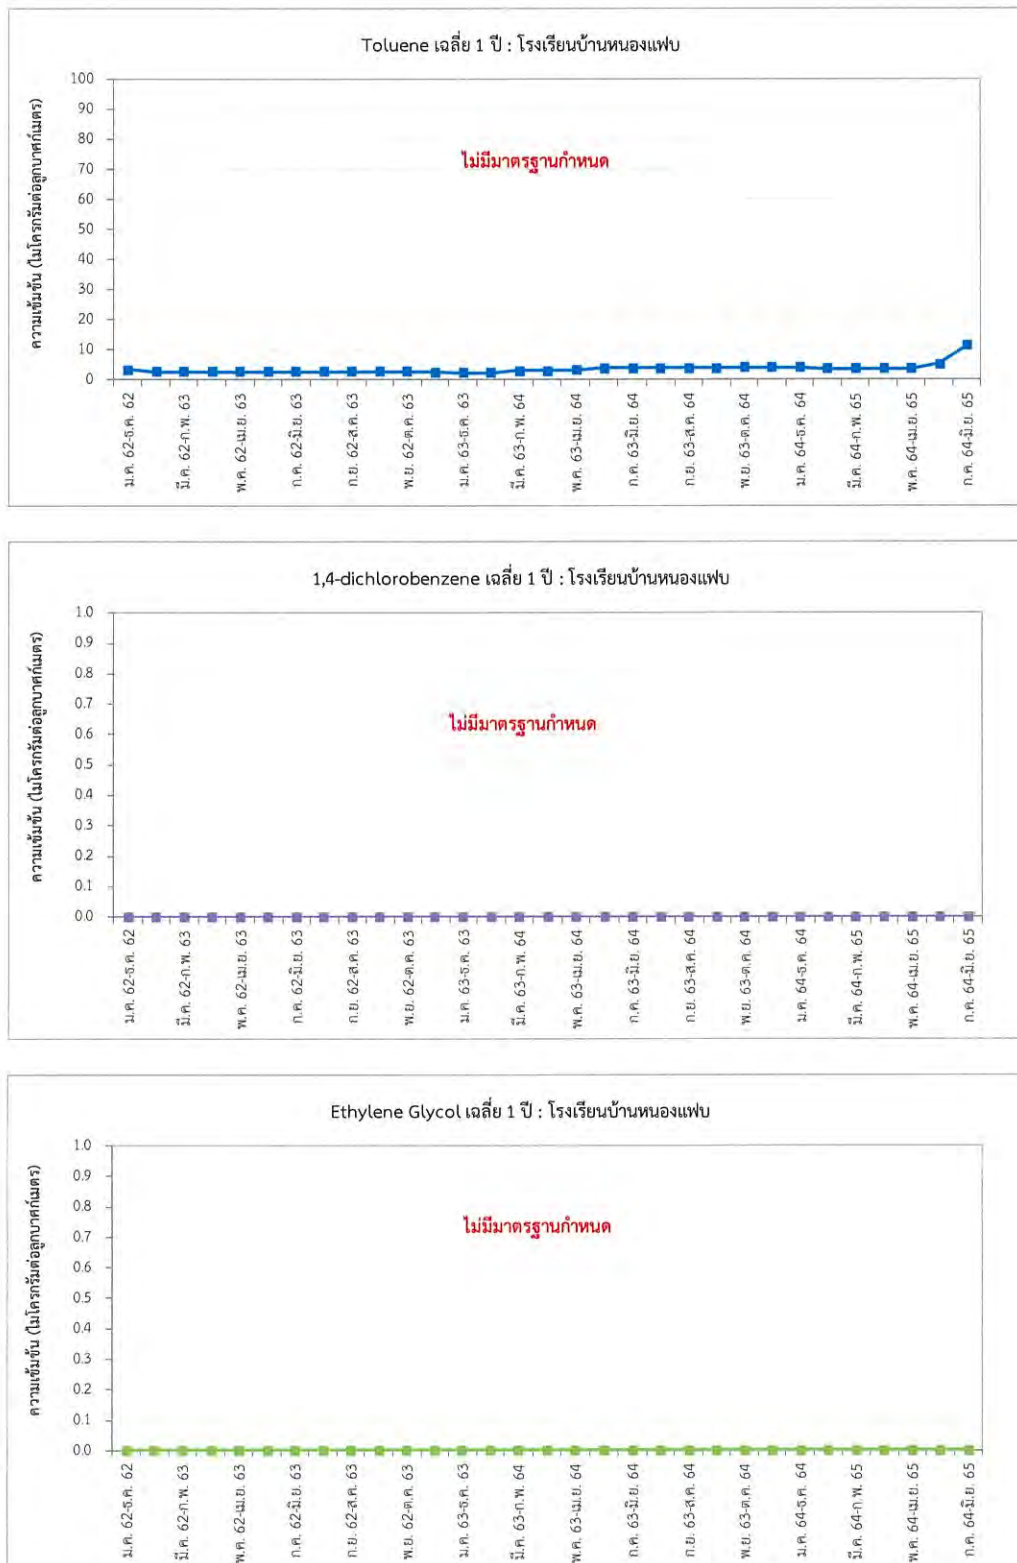 Toluene เฉลี่ย 1 ปี : โรงเรียนบ้านหนองแฟบ
ความเข้มข้น (ไมโครกรัมต่อลูกบาศก์เมตร)
100
90
80
70
60
50
40
30
20
10
0
ไม่มีมาตรฐานกำหนด
ม.ค. 62-ธ.ค. 62
มี.ค. 62-ก.พ. 63
พ.ค. 62-เม.ย. 63
ก.ค. 62-มิ.ย. 63
ก.ย. 62-ส.ค. 63
พ.ย. 62-ต.ค. 63
ม.ค. 63-ธ.ค. 63
มี.ค. 63-ก.พ. 64
พ.ค. 63-เม.ย. 64
ก.ค. 63-มิ.ย. 64
ก.ย. 63-ส.ค. 64
พ.ย. 63-ต.ค. 64
ม.ค. 64-ธ.ค. 64
มี.ค. 64-ก.พ. 65
พ.ค. 64-เม.ย. 65
ก.ค. 64-มิ.ย. 65
1,4-dichlorobenzene เฉลี่ย 1 ปี : โรงเรียนบ้านหนองแฟบ
ความเข้มข้น (ไมโครกรัมต่อลูกบาศก์เมตร)
1.0
0.9
0.8
0.7
0.6
0.5
0.4
0.3
0.2
0.1
0.0
ไม่มีมาตรฐานกำหนด
ม.ค. 62-ธ.ค. 62
มี.ค. 62-ก.พ. 63
พ.ค. 62-เม.ย. 63
ก.ค. 62-มิ.ย. 63
ก.ย. 62-ส.ค. 63
พ.ย. 62-ต.ค. 63
ม.ค. 63-ธ.ค. 63
มี.ค. 63-ก.พ. 64
พ.ค. 63-เม.ย. 64
ก.ค. 63-มิ.ย. 64
ก.ย. 63-ส.ค. 64
พ.ย. 63-ต.ค. 64
ม.ค. 64-ธ.ค. 64
มี.ค. 64-ก.พ. 65
พ.ค. 64-เม.ย. 65
ก.ค. 64-มิ.ย. 65
Ethylene Glycol เฉลี่ย 1 ปี : โรงเรียนบ้านหนองแฟบ
ความเข้มข้น (ไมโครกรัมต่อลูกบาศก์เมตร)
1.0
0.9
0.8
0.7
0.6
0.5
0.4
0.3
0.2
0.1
0.0
ไม่มีมาตรฐานกำหนด
ม.ค. 62-ธ.ค. 62
มี.ค. 62-ก.พ. 63
พ.ค. 62-เม.ย. 63
ก.ค. 62-มิ.ย. 63
ก.ย. 62-ส.ค. 63
พ.ย. 62-ต.ค. 63
ม.ค. 63-ธ.ค. 63
มี.ค. 63-ก.พ. 64
พ.ค. 63-เม.ย. 64
ก.ค. 63-มิ.ย. 64
ก.ย. 63-ส.ค. 64
พ.ย. 63-ต.ค. 64
ม.ค. 64-ธ.ค. 64
มี.ค. 64-ก.พ. 65
พ.ค. 64-เม.ย. 65
ก.ค. 64-มิ.ย. 65